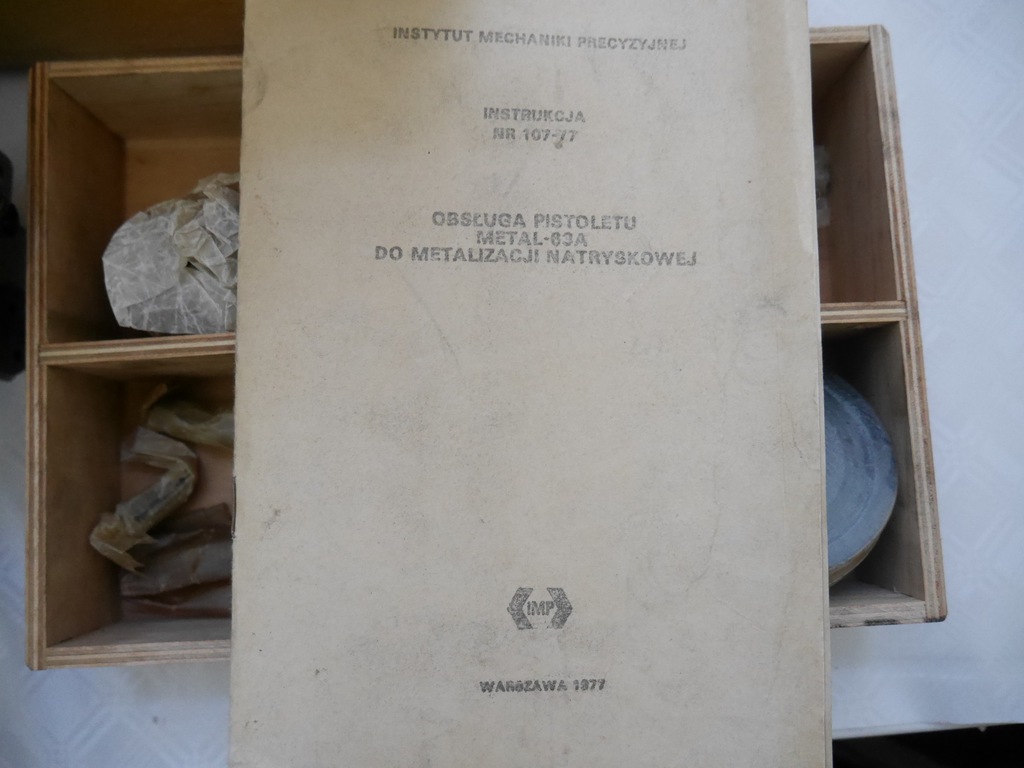 INSTYTUT MECHANIKI PRECYZYJNEJ
INSTRUKCJA
NR 107-77
OBSŁUGA PISTOLETU
METAL-63A
DO METALIZACJI NATRYSKOWEJ
IMP
WARSZAWA 1977